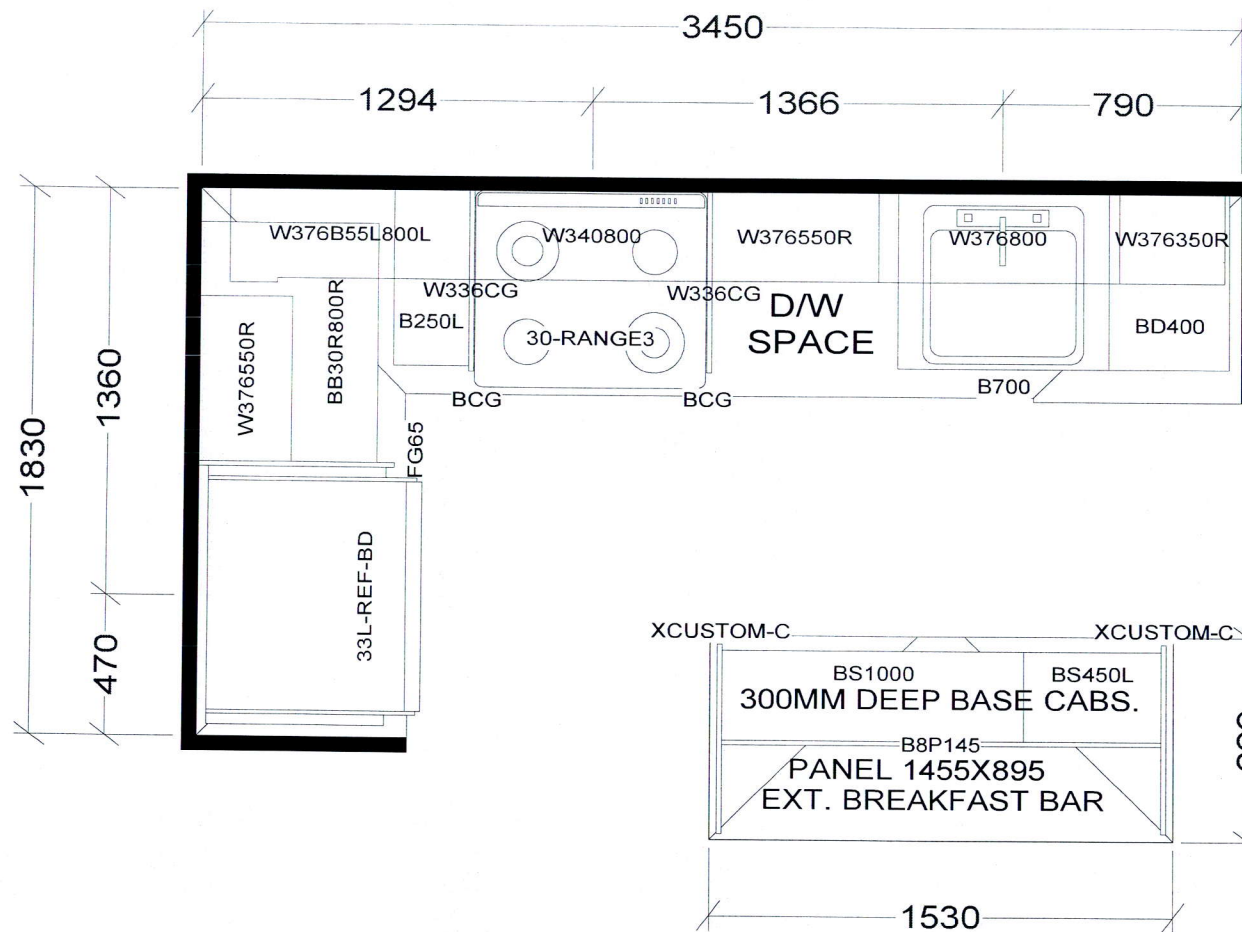 3450
1294
1366
790
W376B55L800L
W340800
W376550R
W376800
W376350R
W336CG
W336CG
D/W
SPACE
B250L
30-RANGE3
BD400
BB30R800R
W376550R
B700
BCG
BCG
FG65
1360
1830
33L-REF-BD
470
XCUSTOM-C
XCUSTOM-C
BS1000
BS450L
300MM DEEP BASE CABS.
B8P145
PANEL 1455X895
EXT. BREAKFAST BAR
1530